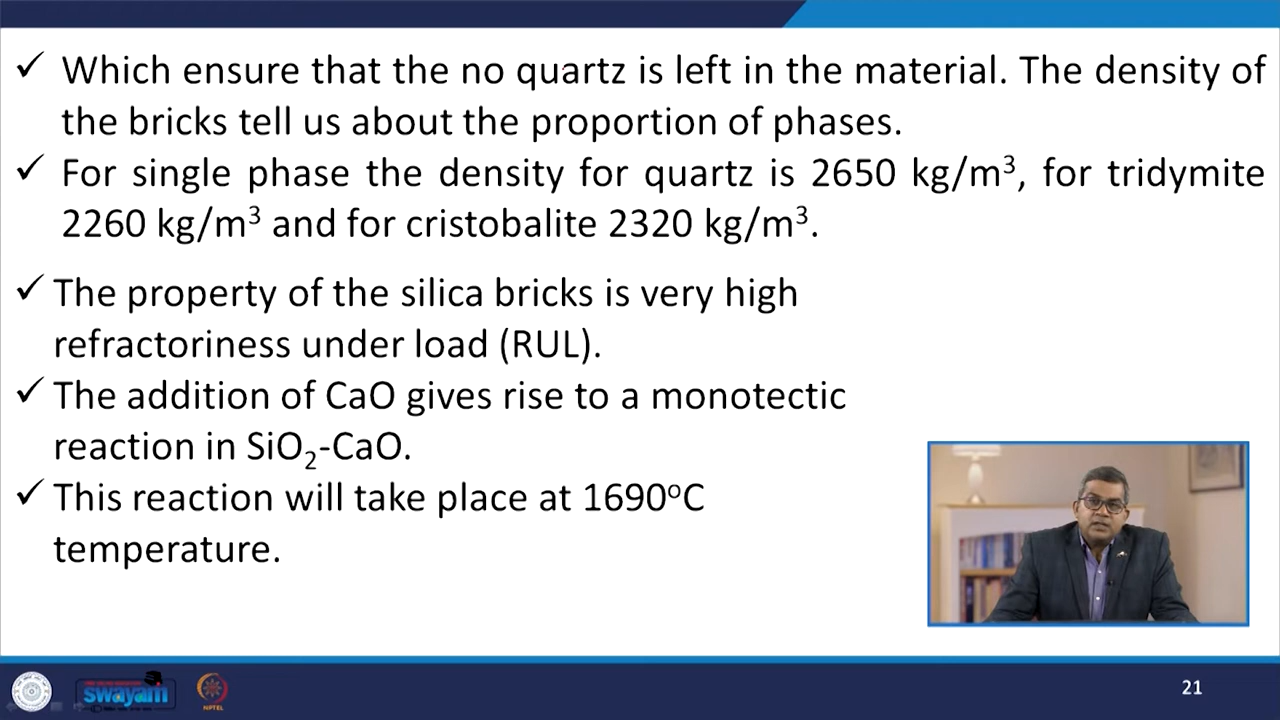 ✓ Which ensure that the no quartz is left in the material. The density of
the bricks tell us about the proportion of phases.
✓ For single phase the density for quartz is 2650 kg/m³, for tridymite
2260 kg/m³ and for cristobalite 2320 kg/m³.
✓ The property of the silica bricks is very high
refractoriness under load (RUL).
✓ The addition of CaO gives rise to a monotectic
reaction in SiO₂-CaO.
✓ This reaction will take place at 1690ᵒC
temperature.
swayam
NPTEL
21